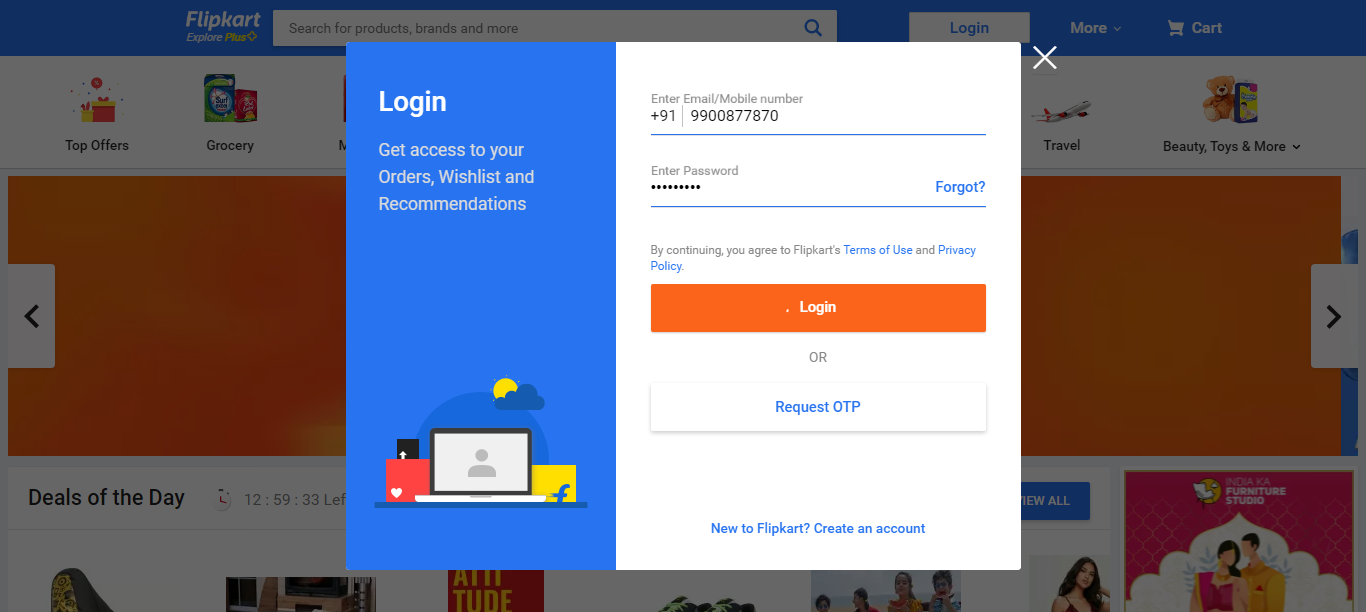 Flipkart
Explore Plus
Search for products, brands and more
Login
More
Cart
Top Offers
Grocery
M
Travel
Beauty, Toys & More
Login
Get access to your
Orders, Wishlist and
Recommendations
Enter Email/Mobile number
+91 9900877870
Enter Password
•••••••••
Forgot?
By continuing, you agree to Flipkart's Terms of Use and Privacy
Policy.
. Login
OR
Request OTP
New to Flipkart? Create an account
Deals of the Day
12 : 59 : 33 Lef
VIEW ALL
INDIA KA
FURNITURE
STUDIO
ATTI
TUDE